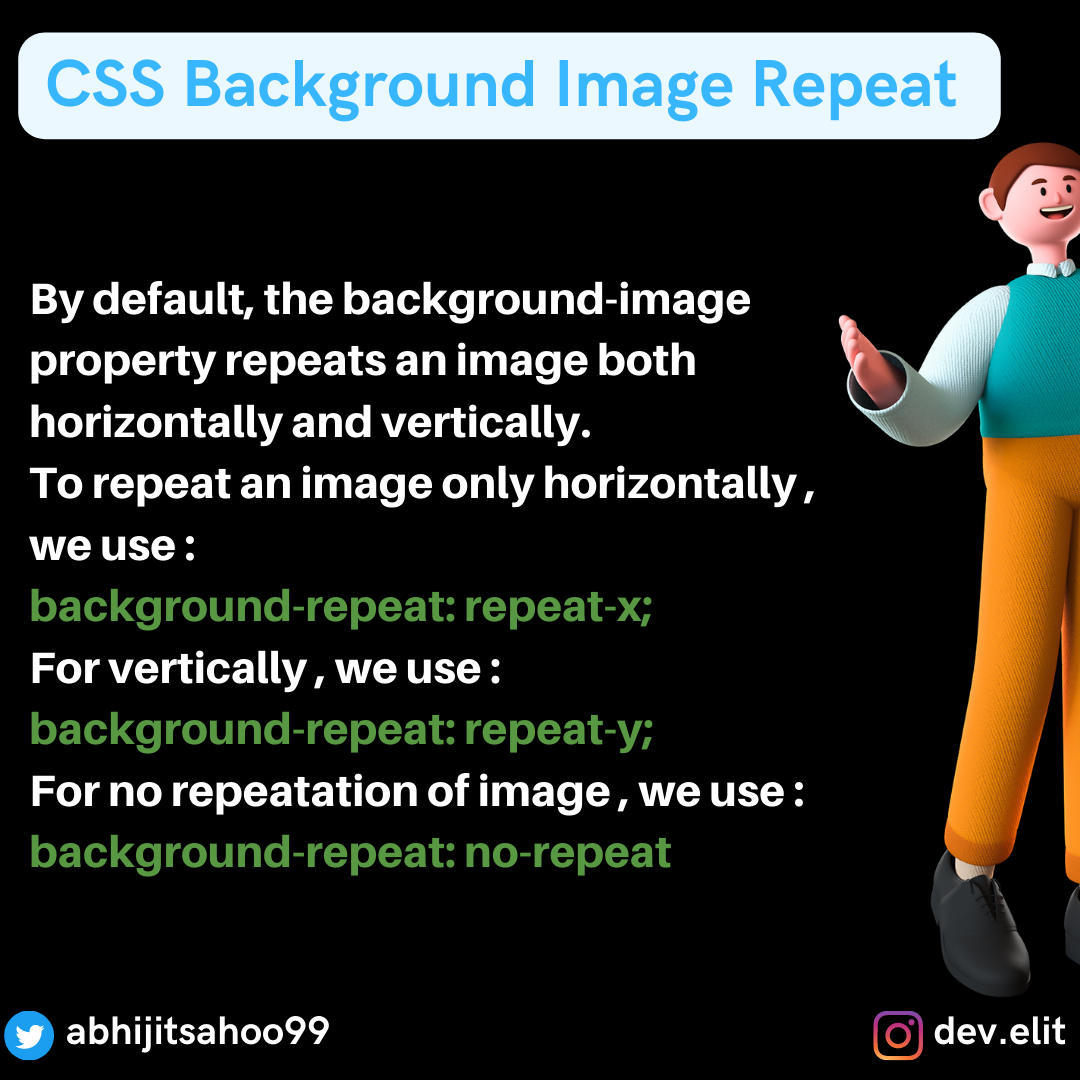 CSS Background Image Repeat
By default, the background-image
property repeats an image both
horizontally and vertically.
To repeat an image only horizontally ,
we use :
background-repeat: repeat-x;
For vertically , we use :
background-repeat: repeat-y;
For no repeatation of image , we use :
background-repeat: no-repeat
abhijitsahoo99
dev.elit